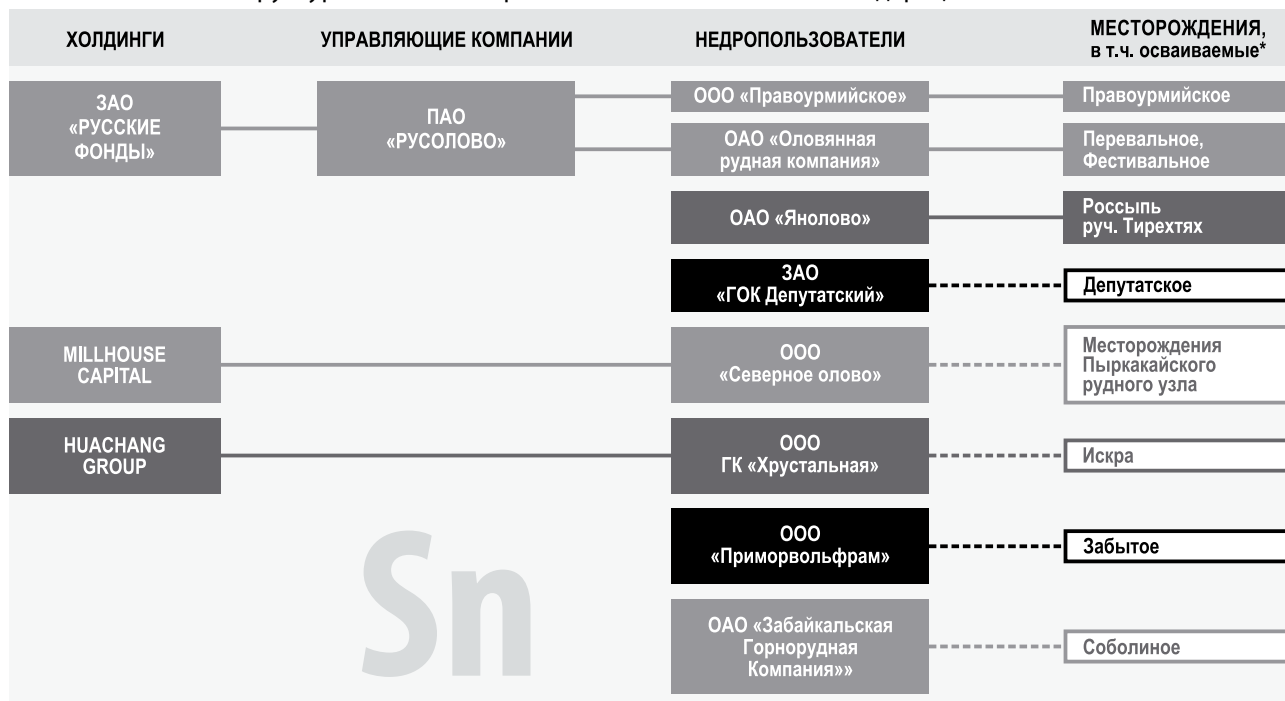 ХОЛДИНГИ
УПРАВЛЯЮЩИЕ КОМПАНИИ
НЕДРОПОЛЬЗОВАТЕЛИ
МЕСТОРОЖДЕНИЯ,
в т.ч. осваиваемые*
ЗАО
«РУССКИЕ
ФОНДЫ»
ПАО
«РУСОЛОВО»
ООО «Правоурмийское»
Правоурмийское
ОАО «Оловянная
рудная компания»
Перевальное,
Фестивальное
ОАО «Янолово»
Россыпь
руч. Тирехтях
ЗАО
«ГОК Депутатский»
Депутатское
MILLHOUSE
CAPITAL
ООО
«Северное олово»
Месторождения
Пыркакайского
рудного узла
HUACHANG
GROUP
ООО
ГК «Хрустальная»
Искра
ООО
«Приморвольфрам»
Забытое
Sn
ОАО «Забайкальская
Горнорудная
Компания»»
Соболиное